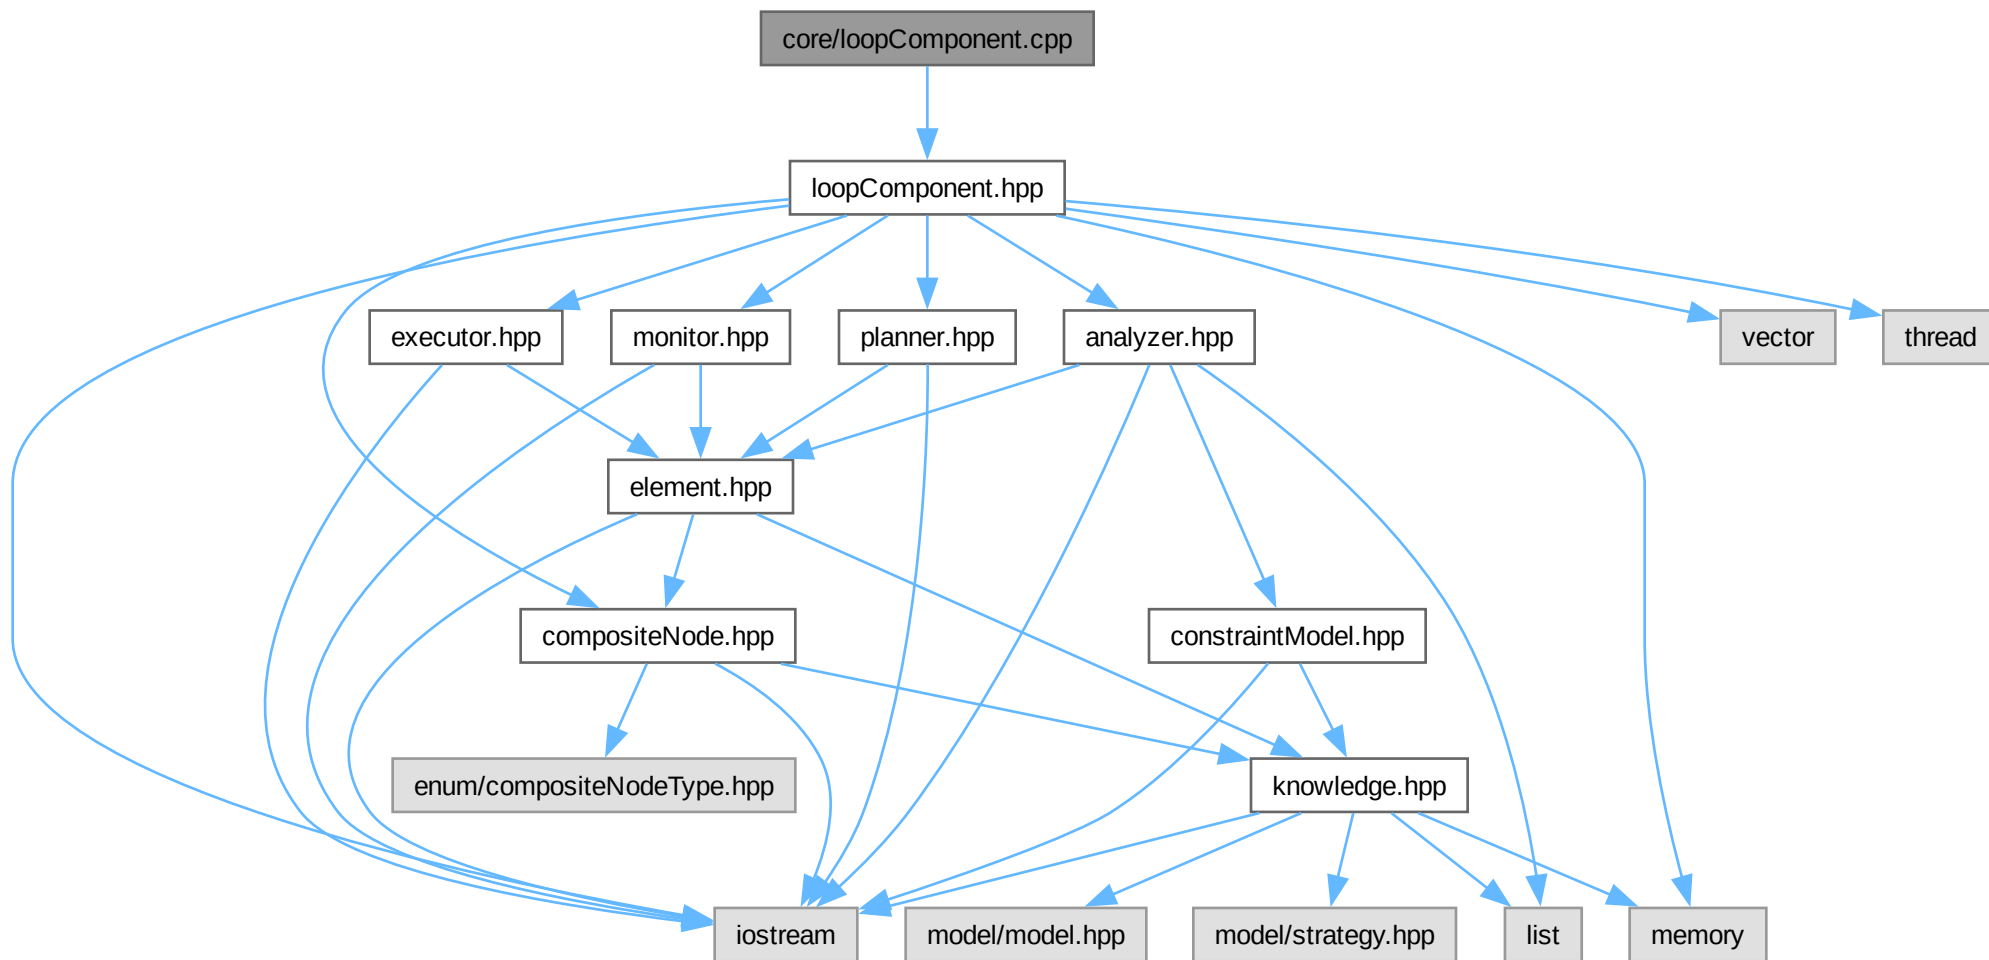 core/loopComponent.cpp
loopComponent.hpp
executor.hpp
monitor.hpp
planner.hpp
analyzer.hpp
vector
thread
element.hpp
compositeNode.hpp
constraintModel.hpp
enum/compositeNodeType.hpp
knowledge.hpp
iostream
model/model.hpp
model/strategy.hpp
list
memory